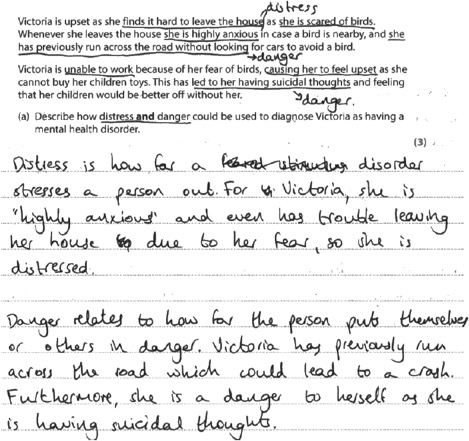 distress
Victoria is upset as she finds it hard to leave the house as she is scared of birds.
Whenever she leaves the house she is highly anxious in case a bird is nearby, and she
has previously run across the road without looking for cars to avoid a bird.
→danger
Victoria is unable to work because of her fear of birds, causing her to feel upset as she
cannot buy her children toys. This has led to her having suicidal thoughts and feeling
that her children would be better off without her.
→danger.
(a) Describe how distress and danger could be used to diagnose Victoria as having a
mental health disorder.
(3)
Distress is how far a disorder
stresses a person out. For Victoria, she is
"highly anxious" and even has trouble leaving
her house due to her fear, so she is
distressed.
Danger relates to how far the person puts themselves
or others in danger. Victoria has previously run
across the road which could lead to a crash.
Furthermore, she is a danger to herself as she
is having suicidal thoughts.